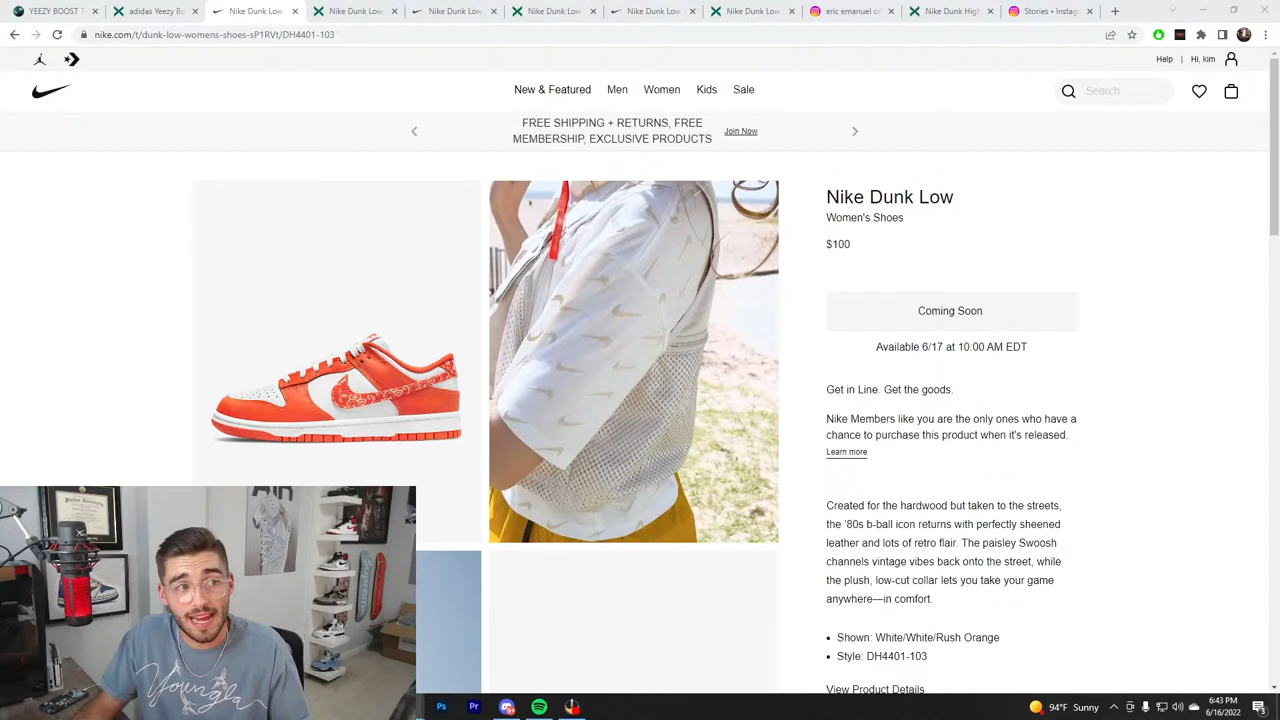 YEEZY BOOST T
adidas Yeezy Bo
Nike Dunk Low
Nike Dunk Low
Nike Dunk Low
Nike Dunk Low
Nike Dunk Low
Nike Dunk Low
eric emanuel on
Nike Dunk High
Stories • Instag
nike.com/t/dunk-low-womens-shoes-sP1RVt/DH4401-103
Help | Hi, kim
New & Featured Men Women Kids Sale
Search
FREE SHIPPING + RETURNS, FREE
MEMBERSHIP, EXCLUSIVE PRODUCTS
Join Now
Nike Dunk Low
Women's Shoes
$100
Coming Soon
Available 6/17 at 10:00 AM EDT
Get in Line. Get the goods.
Nike Members like you are the only ones who have a
chance to purchase this product when it's released.
Learn more
Created for the hardwood but taken to the streets,
the '80s b-ball icon returns with perfectly sheened
leather and lots of retro flair. The paisley Swoosh
channels vintage vibes back onto the street, while
the plush, low-cut collar lets you take your game
anywhere—in comfort.
• Shown: White/White/Rush Orange
• Style: DH4401-103
View Product Details
Supreme
Youngla
Ps
Pr
94°F Sunny
6:43 PM
6/16/2022